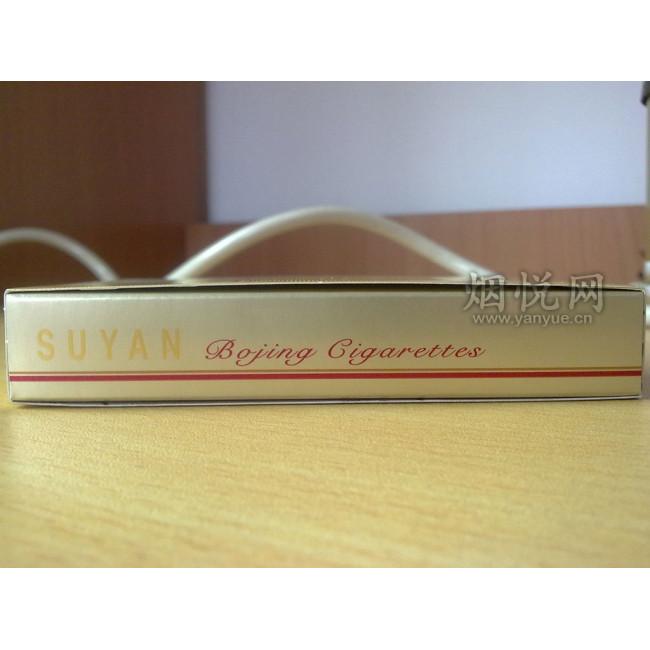 烟悦网
www.yanyue.cn
SUYAN Bojing Cigarettes